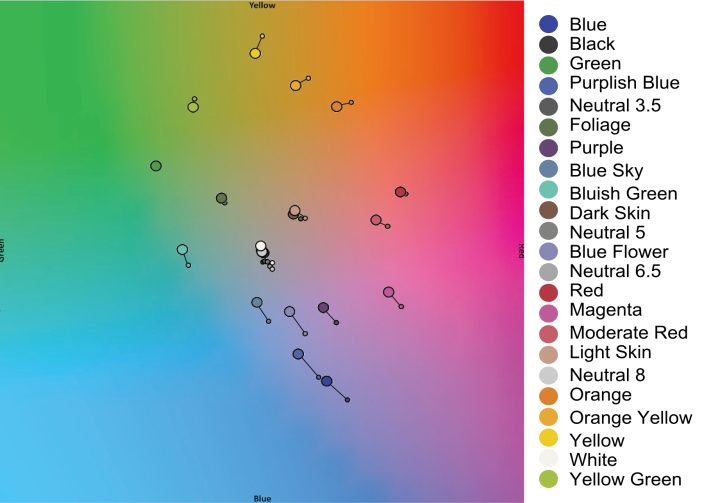 Yellow
Green
Red
Blue
Blue
Black
Green
Purplish Blue
Neutral 3.5
Foliage
Purple
Blue Sky
Bluish Green
Dark Skin
Neutral 5
Blue Flower
Neutral 6.5
Red
Magenta
Moderate Red
Light Skin
Neutral 8
Orange
Orange Yellow
Yellow
White
Yellow Green